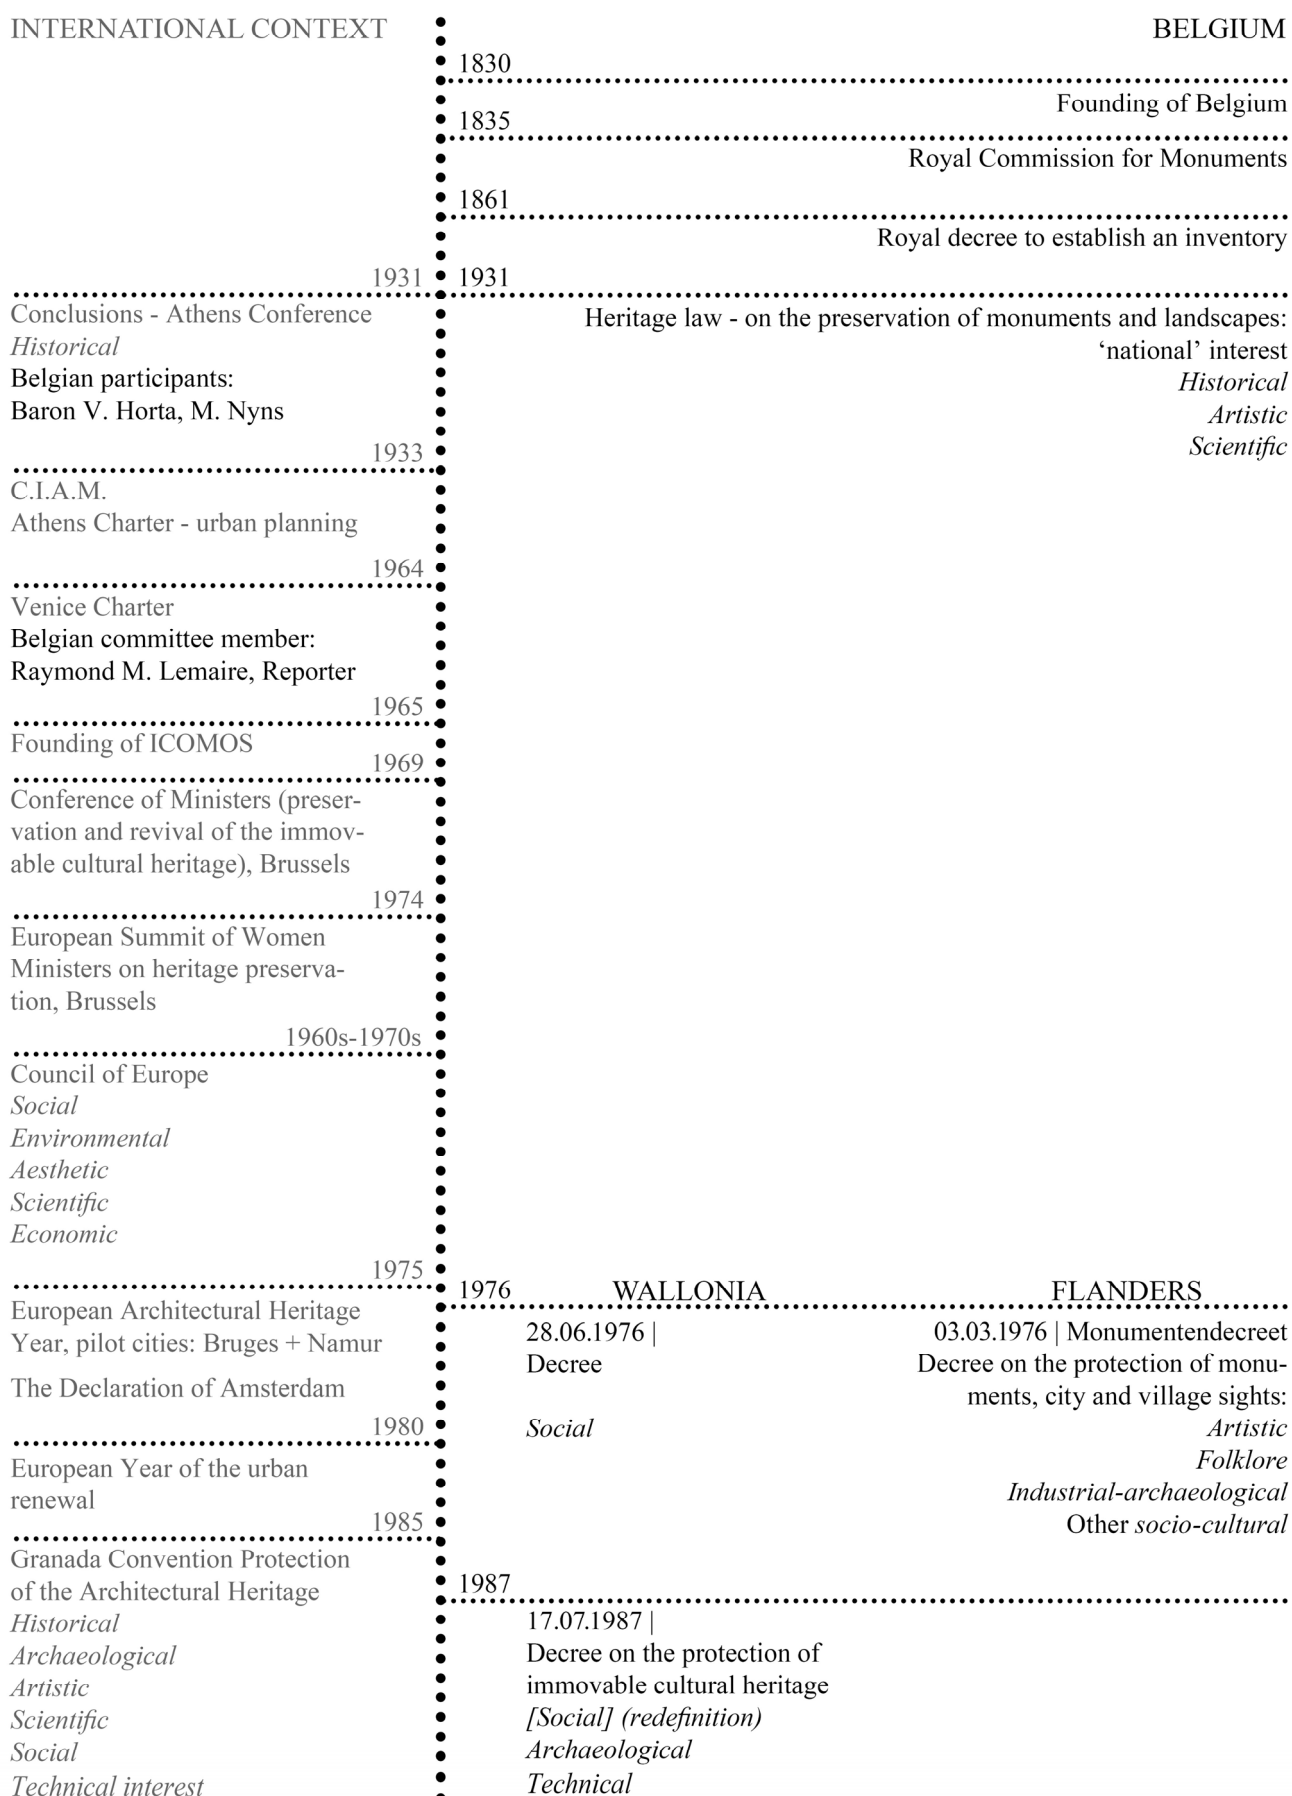 INTERNATIONAL CONTEXT
BELGIUM
1830
Founding of Belgium
1835
Royal Commission for Monuments
1861
Royal decree to establish an inventory
1931
Conclusions - Athens Conference
Historical
Belgian participants:
Baron V. Horta, M. Nyns
1931
Heritage law - on the preservation of monuments and landscapes:
‘national’ interest
Historical
Artistic
Scientific
1933
C.I.A.M.
Athens Charter - urban planning
1964
Venice Charter
Belgian committee member:
Raymond M. Lemaire, Reporter
1965
Founding of ICOMOS
1969
Conference of Ministers (preser-
vation and revival of the immov-
able cultural heritage), Brussels
1974
European Summit of Women
Ministers on heritage preserva-
tion, Brussels
1960s-1970s
Council of Europe
Social
Environmental
Aesthetic
Scientific
Economic
1975
European Architectural Heritage
Year, pilot cities: Bruges + Namur
The Declaration of Amsterdam
1980
European Year of the urban
renewal
1985
Granada Convention Protection
of the Architectural Heritage
Historical
Archaeological
Artistic
Scientific
Social
Technical interest
1976
WALLONIA
28.06.1976 |
Decree
Social
FLANDERS
03.03.1976 | Monumentendecreet
Decree on the protection of monu-
ments, city and village sights:
Artistic
Folklore
Industrial-archaeological
Other socio-cultural
1987
17.07.1987 |
Decree on the protection of
immovable cultural heritage
[Social] (redefinition)
Archaeological
Technical